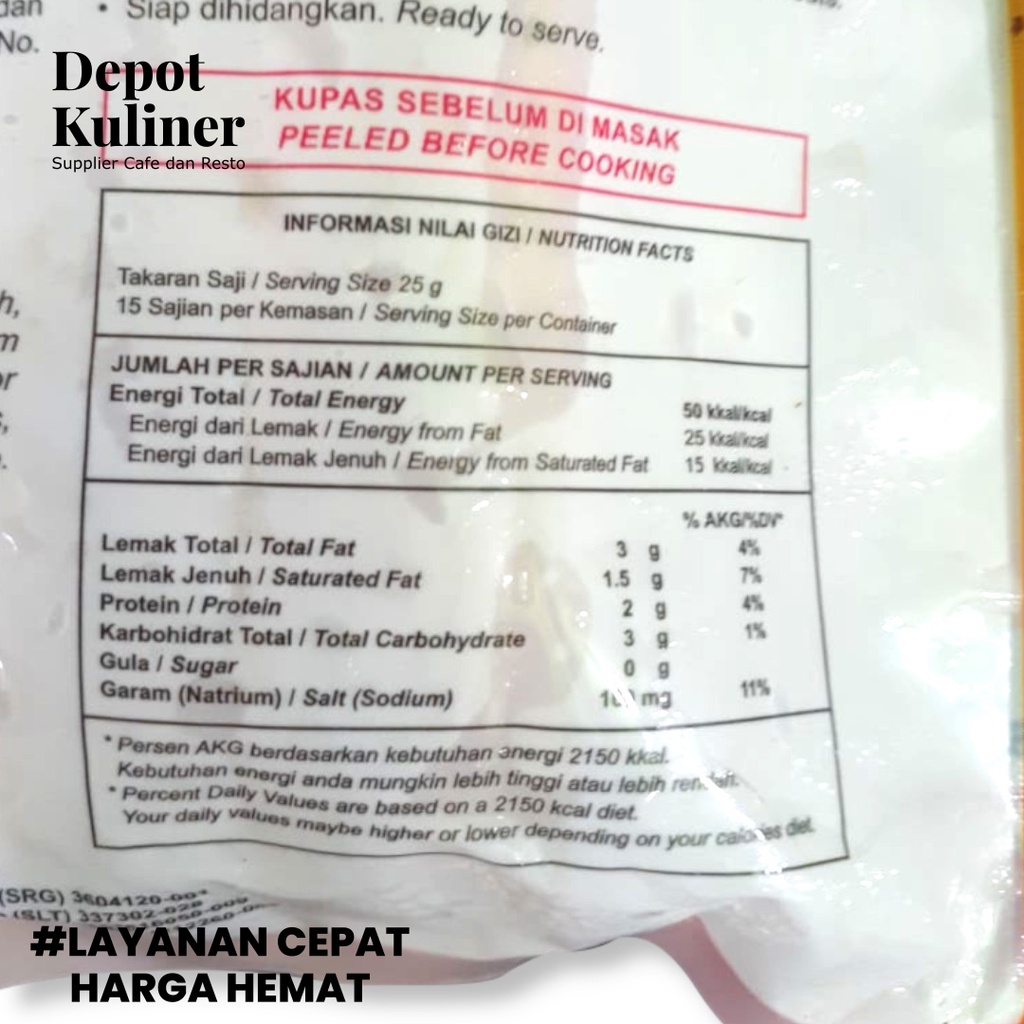 dan
• Siap dihidangkan. Ready to serve.
No.
Depot
Kuliner
Supplier Cafe dan Resto
KUPAS SEBELUM DI MASAK
PEELED BEFORE COOKING
INFORMASI NILAI GIZI / NUTRITION FACTS
Takaran Saji / Serving Size 25 g
15 Sajian per Kemasan / Serving Size per Container
JUMLAH PER SAJIAN / AMOUNT PER SERVING
Energi Total / Total Energy 50 kkal/kcal
Energi dari Lemak / Energy from Fat 25 kkal/kcal
Energi dari Lemak Jenuh / Energy from Saturated Fat 15 kkal/kcal
% AKG/%DV*
Lemak Total / Total Fat 3 g 4%
Lemak Jenuh / Saturated Fat 1.5 g 7%
Protein / Protein 2 g 4%
Karbohidrat Total / Total Carbohydrate 3 g 1%
Gula / Sugar 0 g
Garam (Natrium) / Salt (Sodium) mg 11%
* Persen AKG berdasarkan kebutuhan energi 2150 kkal.
Kebutuhan energi anda mungkin lebih tinggi atau lebih rendah.
* Percent Daily Values are based on a 2150 kcal diet.
Your daily values maybe higher or lower depending on your calories diet.
(SRG) 3604120-00*
(SLT) 337302-020
#LAYANAN CEPAT
HARGA HEMAT